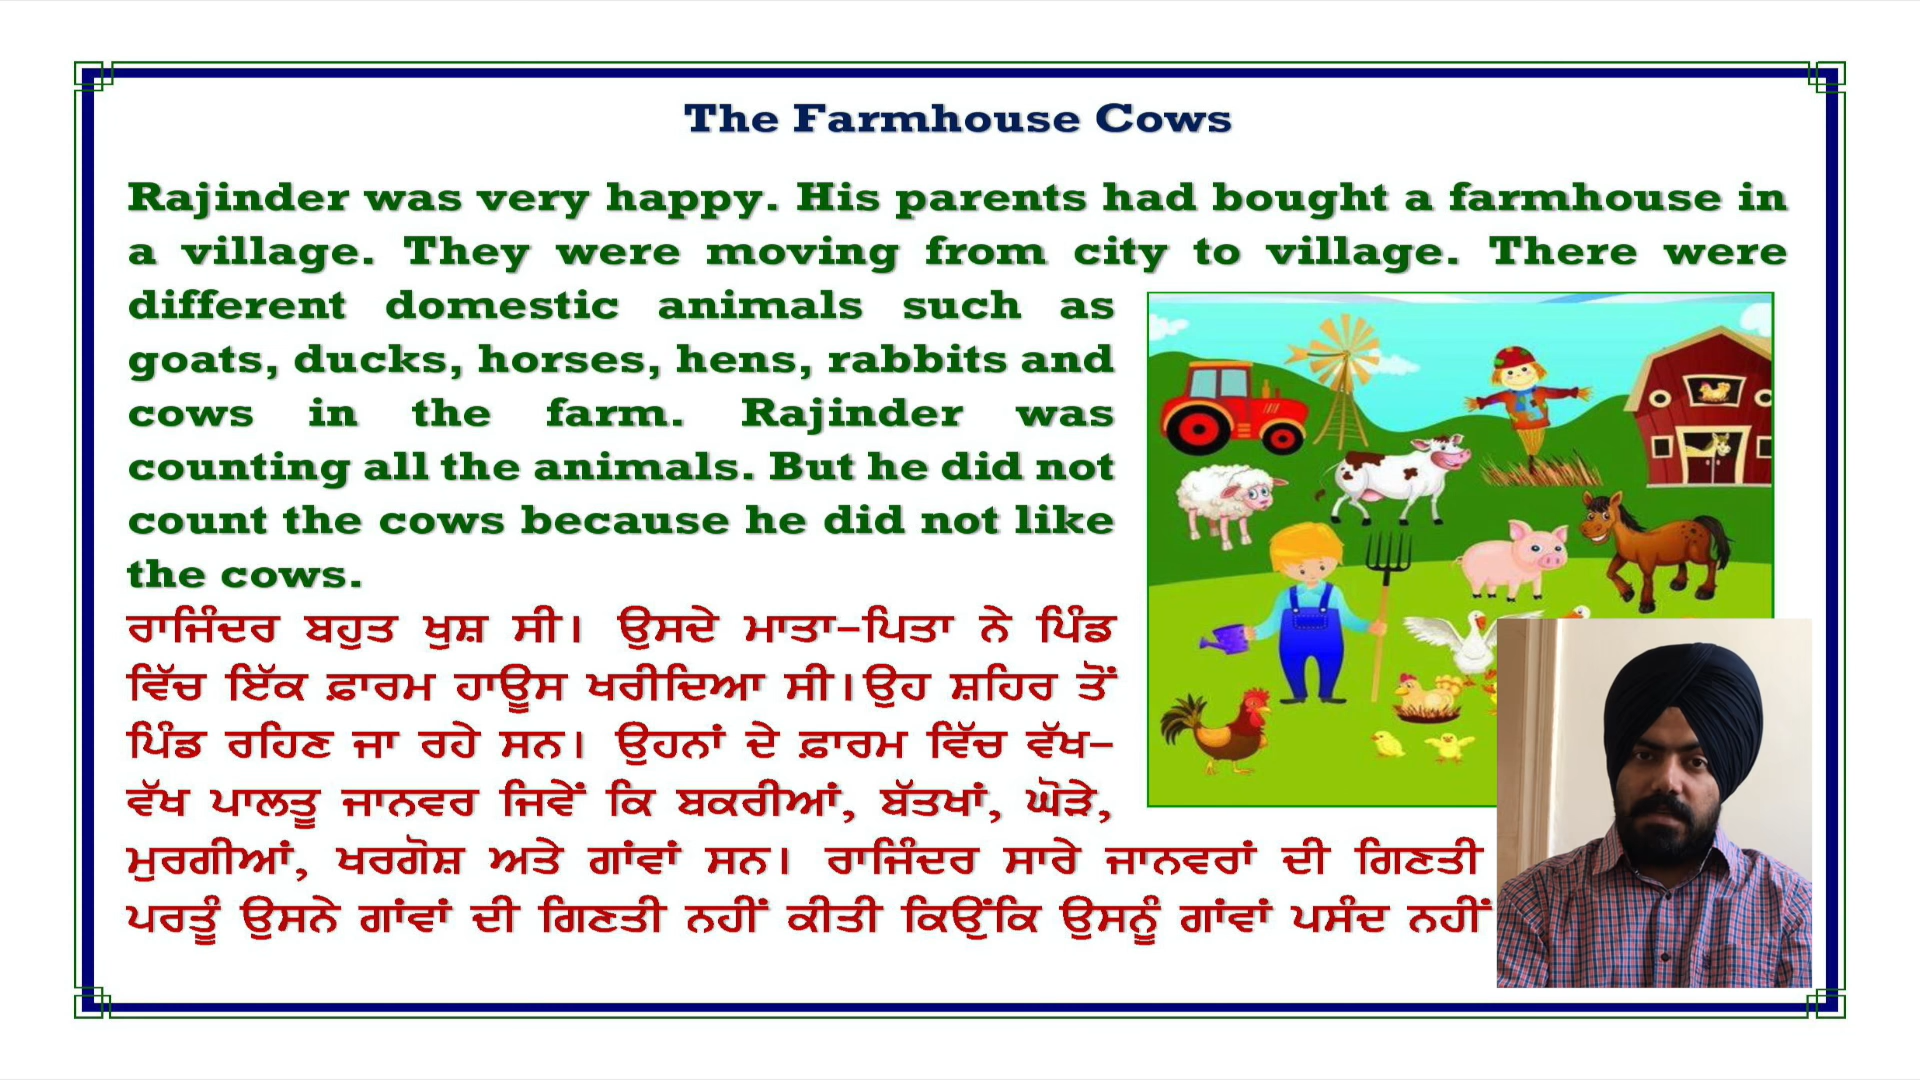 The Farmhouse Cows
Rajinder was very happy. His parents had bought a farmhouse in
a village. They were moving from city to village. There were
different domestic animals such as
goats, ducks, horses, hens, rabbits and
cows in the farm. Rajinder was
counting all the animals. But he did not
count the cows because he did not like
the cows.
ਰਾਜਿੰਦਰ ਬਹੁਤ ਖੁਸ਼ ਸੀ। ਉਸਦੇ ਮਾਤਾ-ਪਿਤਾ ਨੇ ਪਿੰਡ
ਵਿੱਚ ਇੱਕ ਫ਼ਾਰਮ ਹਾਊਸ ਖਰੀਦਿਆ ਸੀ।ਉਹ ਸ਼ਹਿਰ ਤੋਂ
ਪਿੰਡ ਰਹਿਣ ਜਾ ਰਹੇ ਸਨ। ਉਹਨਾਂ ਦੇ ਫ਼ਾਰਮ ਵਿੱਚ ਵੱਖ-
ਵੱਖ ਪਾਲਤੂ ਜਾਨਵਰ ਜਿਵੇਂ ਕਿ ਬਕਰੀਆਂ, ਬੱਤਖਾਂ, ਘੋੜੇ,
ਮੁਰਗੀਆਂ, ਖਰਗੋਸ਼ ਅਤੇ ਗਾਂਵਾਂ ਸਨ। ਰਾਜਿੰਦਰ ਸਾਰੇ ਜਾਨਵਰਾਂ ਦੀ ਗਿਣਤੀ
ਪਰਤੂੰ ਉਸਨੇ ਗਾਂਵਾਂ ਦੀ ਗਿਣਤੀ ਨਹੀਂ ਕੀਤੀ ਕਿਉਂਕਿ ਉਸਨੂੰ ਗਾਂਵਾਂ ਪਸੰਦ ਨਹੀਂ